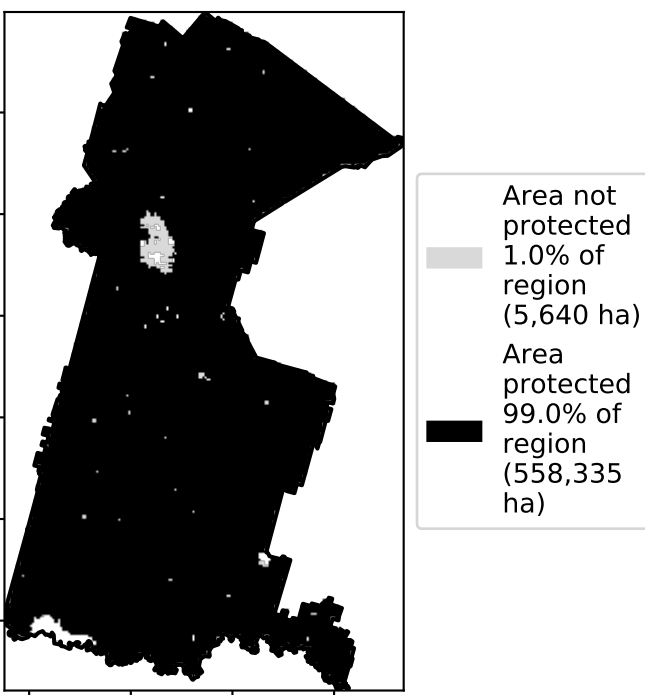 Area not
protected
1.0% of
region
(5,640 ha)
Area
protected
99.0% of
region
(558,335
ha)